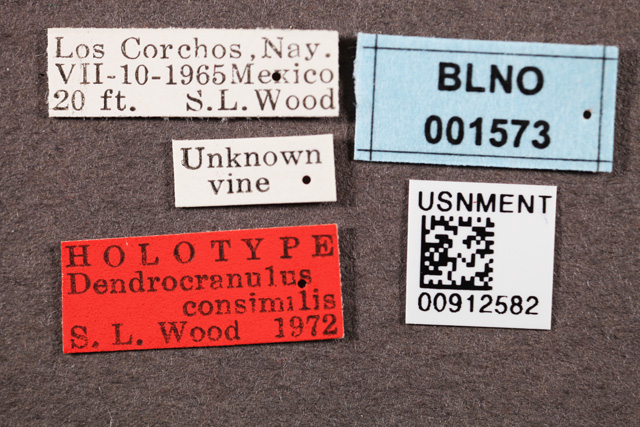 Los Corchos, Nay.
VII-10-1965 Mexico
20 ft. S.L. Wood
BLNO
001573
Unknown
vine
USNMENT
00912582
HOLOTYPE
Dendrocranulus
consimilis
S. L. Wood 1972